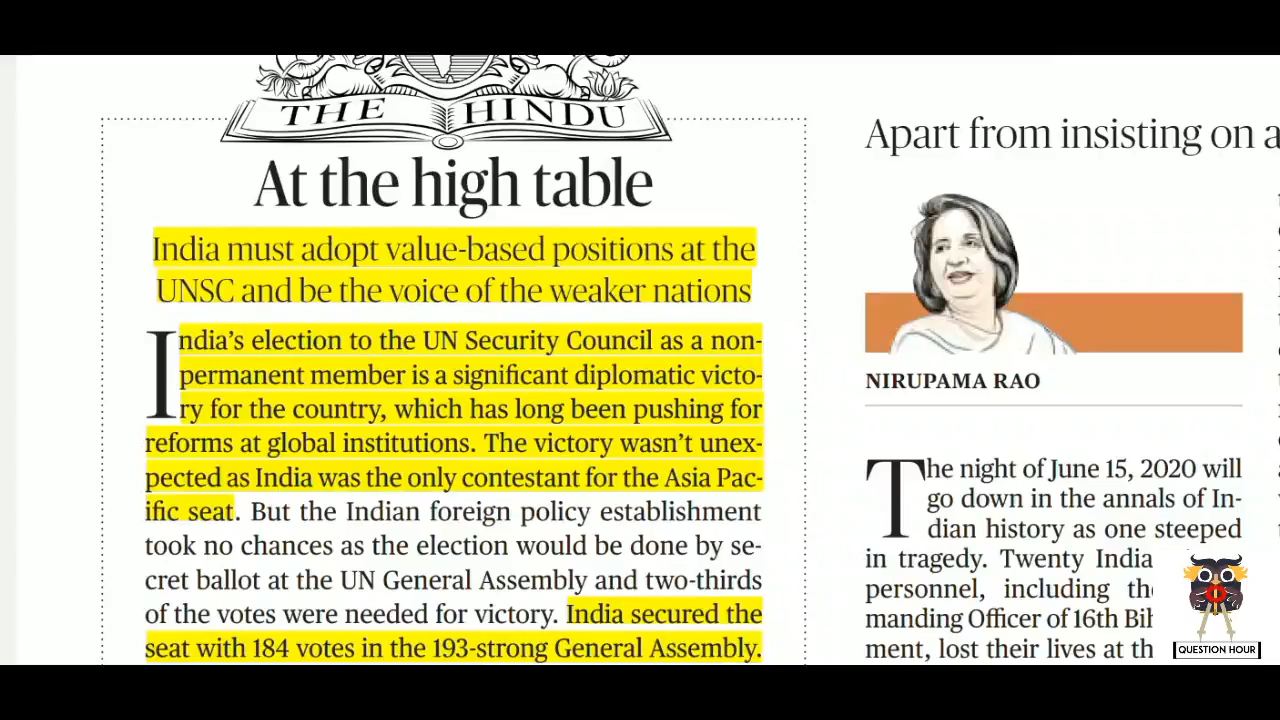 THE HINDU
At the high table
India must adopt value-based positions at the
UNSC and be the voice of the weaker nations
India's election to the UN Security Council as a non-
permanent member is a significant diplomatic victo-
ry for the country, which has long been pushing for
reforms at global institutions. The victory wasn't unex-
pected as India was the only contestant for the Asia Pac-
ific seat. But the Indian foreign policy establishment
took no chances as the election would be done by se-
cret ballot at the UN General Assembly and two-thirds
of the votes were needed for victory. India secured the
seat with 184 votes in the 193-strong General Assembly.
Apart from insisting on a
NIRUPAMA RAO
The night of June 15, 2020 will
go down in the annals of In-
dian history as one steeped
in tragedy. Twenty India
personnel, including th
manding Officer of 16th Bih
ment, lost their lives at th
QUESTION HOUR